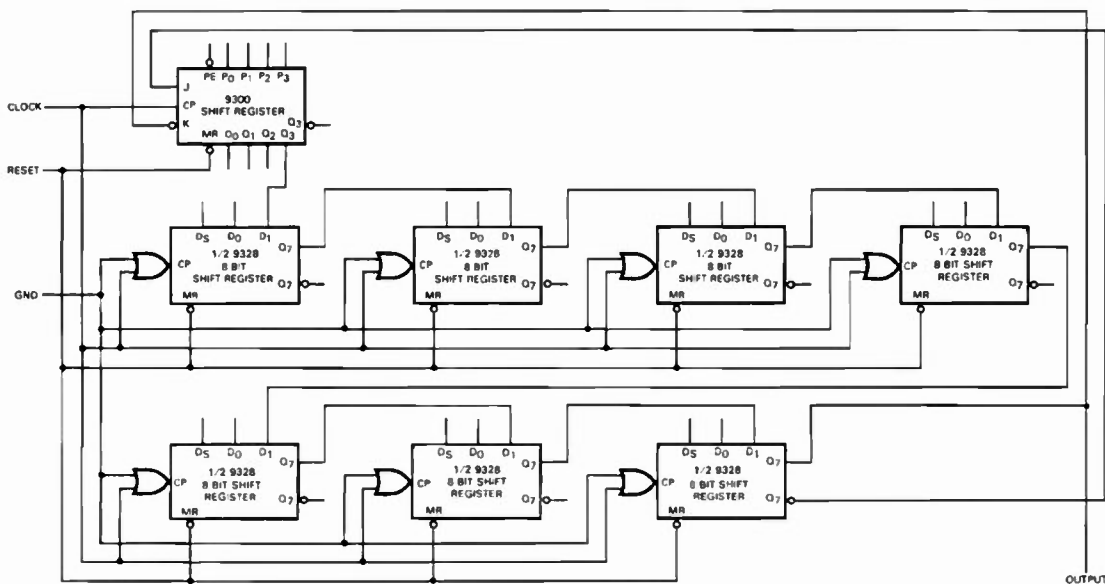 PE P0 P1 P2 P3
J
9300
CLOCK
CP
SHIFT REGISTER
K
Q3
MR Q0 Q1 Q2 Q3
RESET
DS D0 D1
Q7
1/2 9328
8 BIT
SHIFT REGISTER
CP
Q7
MR
DS D0 D1
Q7
1/2 9328
8 BIT
SHIFT REGISTER
CP
Q7
MR
DS D0 D1
Q7
1/2 9328
8 BIT
SHIFT REGISTER
CP
Q7
MR
DS D0 D1
Q7
1/2 9328
8 BIT SHIFT
REGISTER
CP
Q7
MR
GND
DS D0 D1
Q7
1/2 9328
8 BIT SHIFT
REGISTER
CP
Q7
MR
DS D0 D1
Q7
1/2 9328
8 BIT SHIFT
REGISTER
CP
Q7
MR
DS D0 D1
Q7
1/2 9328
8 BIT SHIFT
REGISTER
CP
Q7
MR
OUTPUT